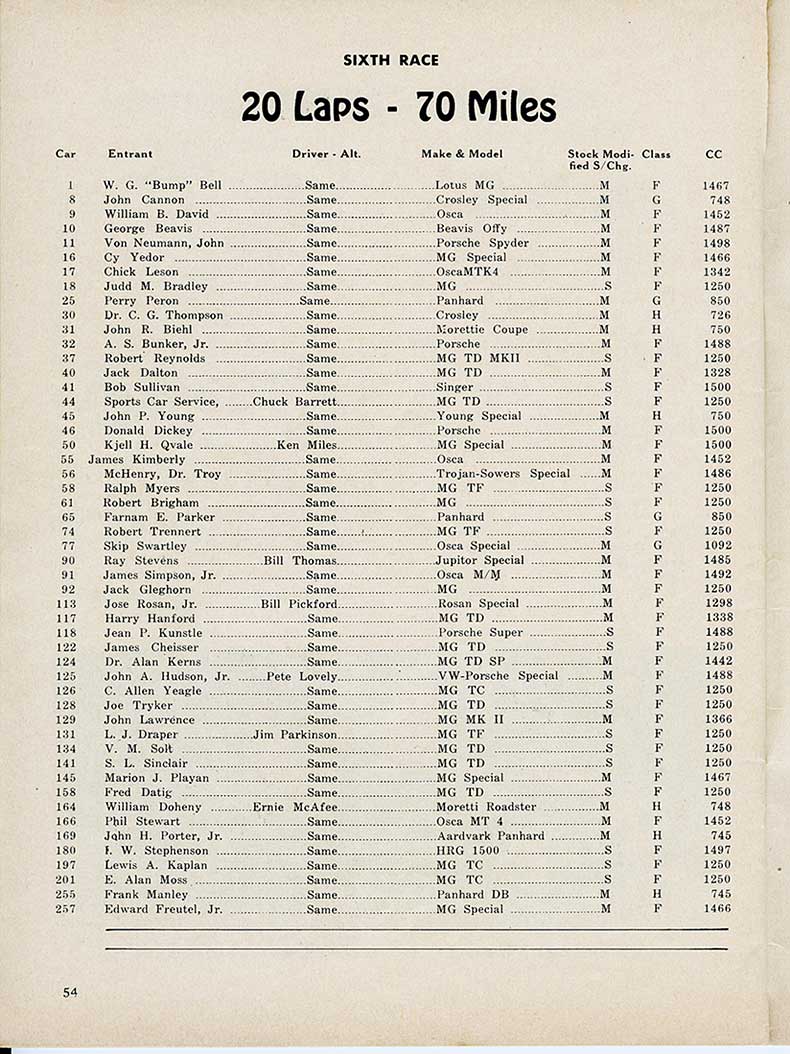 SIXTH RACE
20 Laps - 70 Miles
Car Entrant Driver - Alt. Make & Model Stock Modi- Class CC
fied S/Chg.
1 W. G. "Bump" Bell Same Lotus MG M F 1467
8 John Cannon Same Crosley Special M G 748
9 William B. David Same Osca M F 1452
10 George Beavis Same Beavis Offy M F 1487
11 Von Neumann, John Same Porsche Spyder M F 1498
16 Cy Yedor Same MG Special M F 1466
17 Chick Leson Same OscaMTK4 M F 1342
18 Judd M. Bradley Same MG S F 1250
25 Perry Peron Same Panhard M G 850
30 Dr. C. G. Thompson Same Crosley M H 726
31 John R. Biehl Same Morettie Coupe M H 750
32 A. S. Bunker, Jr. Same Porsche M F 1488
37 Robert Reynolds Same MG TD MKII S F 1250
40 Jack Dalton Same MG TD M F 1328
41 Bob Sullivan Same Singer S F 1500
44 Sports Car Service, Chuck Barrett MG TD S F 1250
45 John P. Young Same Young Special M H 750
46 Donald Dickey Same Porsche M F 1500
50 Kjell H. Qvale Ken Miles MG Special M F 1500
55 James Kimberly Same Osca M F 1452
56 McHenry, Dr. Troy Same Trojan-Sowers Special M F 1486
58 Ralph Myers Same MG TF S F 1250
61 Robert Brigham Same MG S F 1250
65 Farnam E. Parker Same Panhard S G 850
74 Robert Trennert Same MG TF S F 1250
77 Skip Swartley Same Osca Special M G 1092
90 Ray Stevens Bill Thomas Jupitor Special M F 1485
91 James Simpson, Jr. Same Osca M/M M F 1492
92 Jack Gleghorn Same MG M F 1250
113 Jose Rosan, Jr. Bill Pickford Rosan Special M F 1298
117 Harry Hanford Same MG TD M F 1338
118 Jean P. Kunstle Same Porsche Super S F 1488
122 James Cheisser Same MG TD S F 1250
124 Dr. Alan Kerns Same MG TD SP M F 1442
125 John A. Hudson, Jr. Pete Lovely VW-Porsche Special M F 1488
126 C. Allen Yeagle Same MG TC S F 1250
128 Joe Tryker Same MG TD S F 1250
129 John Lawrence Same MG MK II M F 1366
131 L. J. Draper Jim Parkinson MG TF S F 1250
134 V. M. Solt Same MG TD S F 1250
141 S. L. Sinclair Same MG TD S F 1250
145 Marion J. Playan Same MG Special M F 1467
158 Fred Datig Same MG TD S F 1250
164 William Doheny Ernie McAfee Moretti Roadster M H 748
166 Phil Stewart Same Osca MT 4 M F 1452
169 John H. Porter, Jr. Same Aardvark Panhard M H 745
180 I. W. Stephenson Same HRG 1500 S F 1497
197 Lewis A. Kaplan Same MG TC S F 1250
201 E. Alan Moss Same MG TC S F 1250
255 Frank Manley Same Panhard DB M H 745
257 Edward Freutel, Jr. Same MG Special M F 1466
54